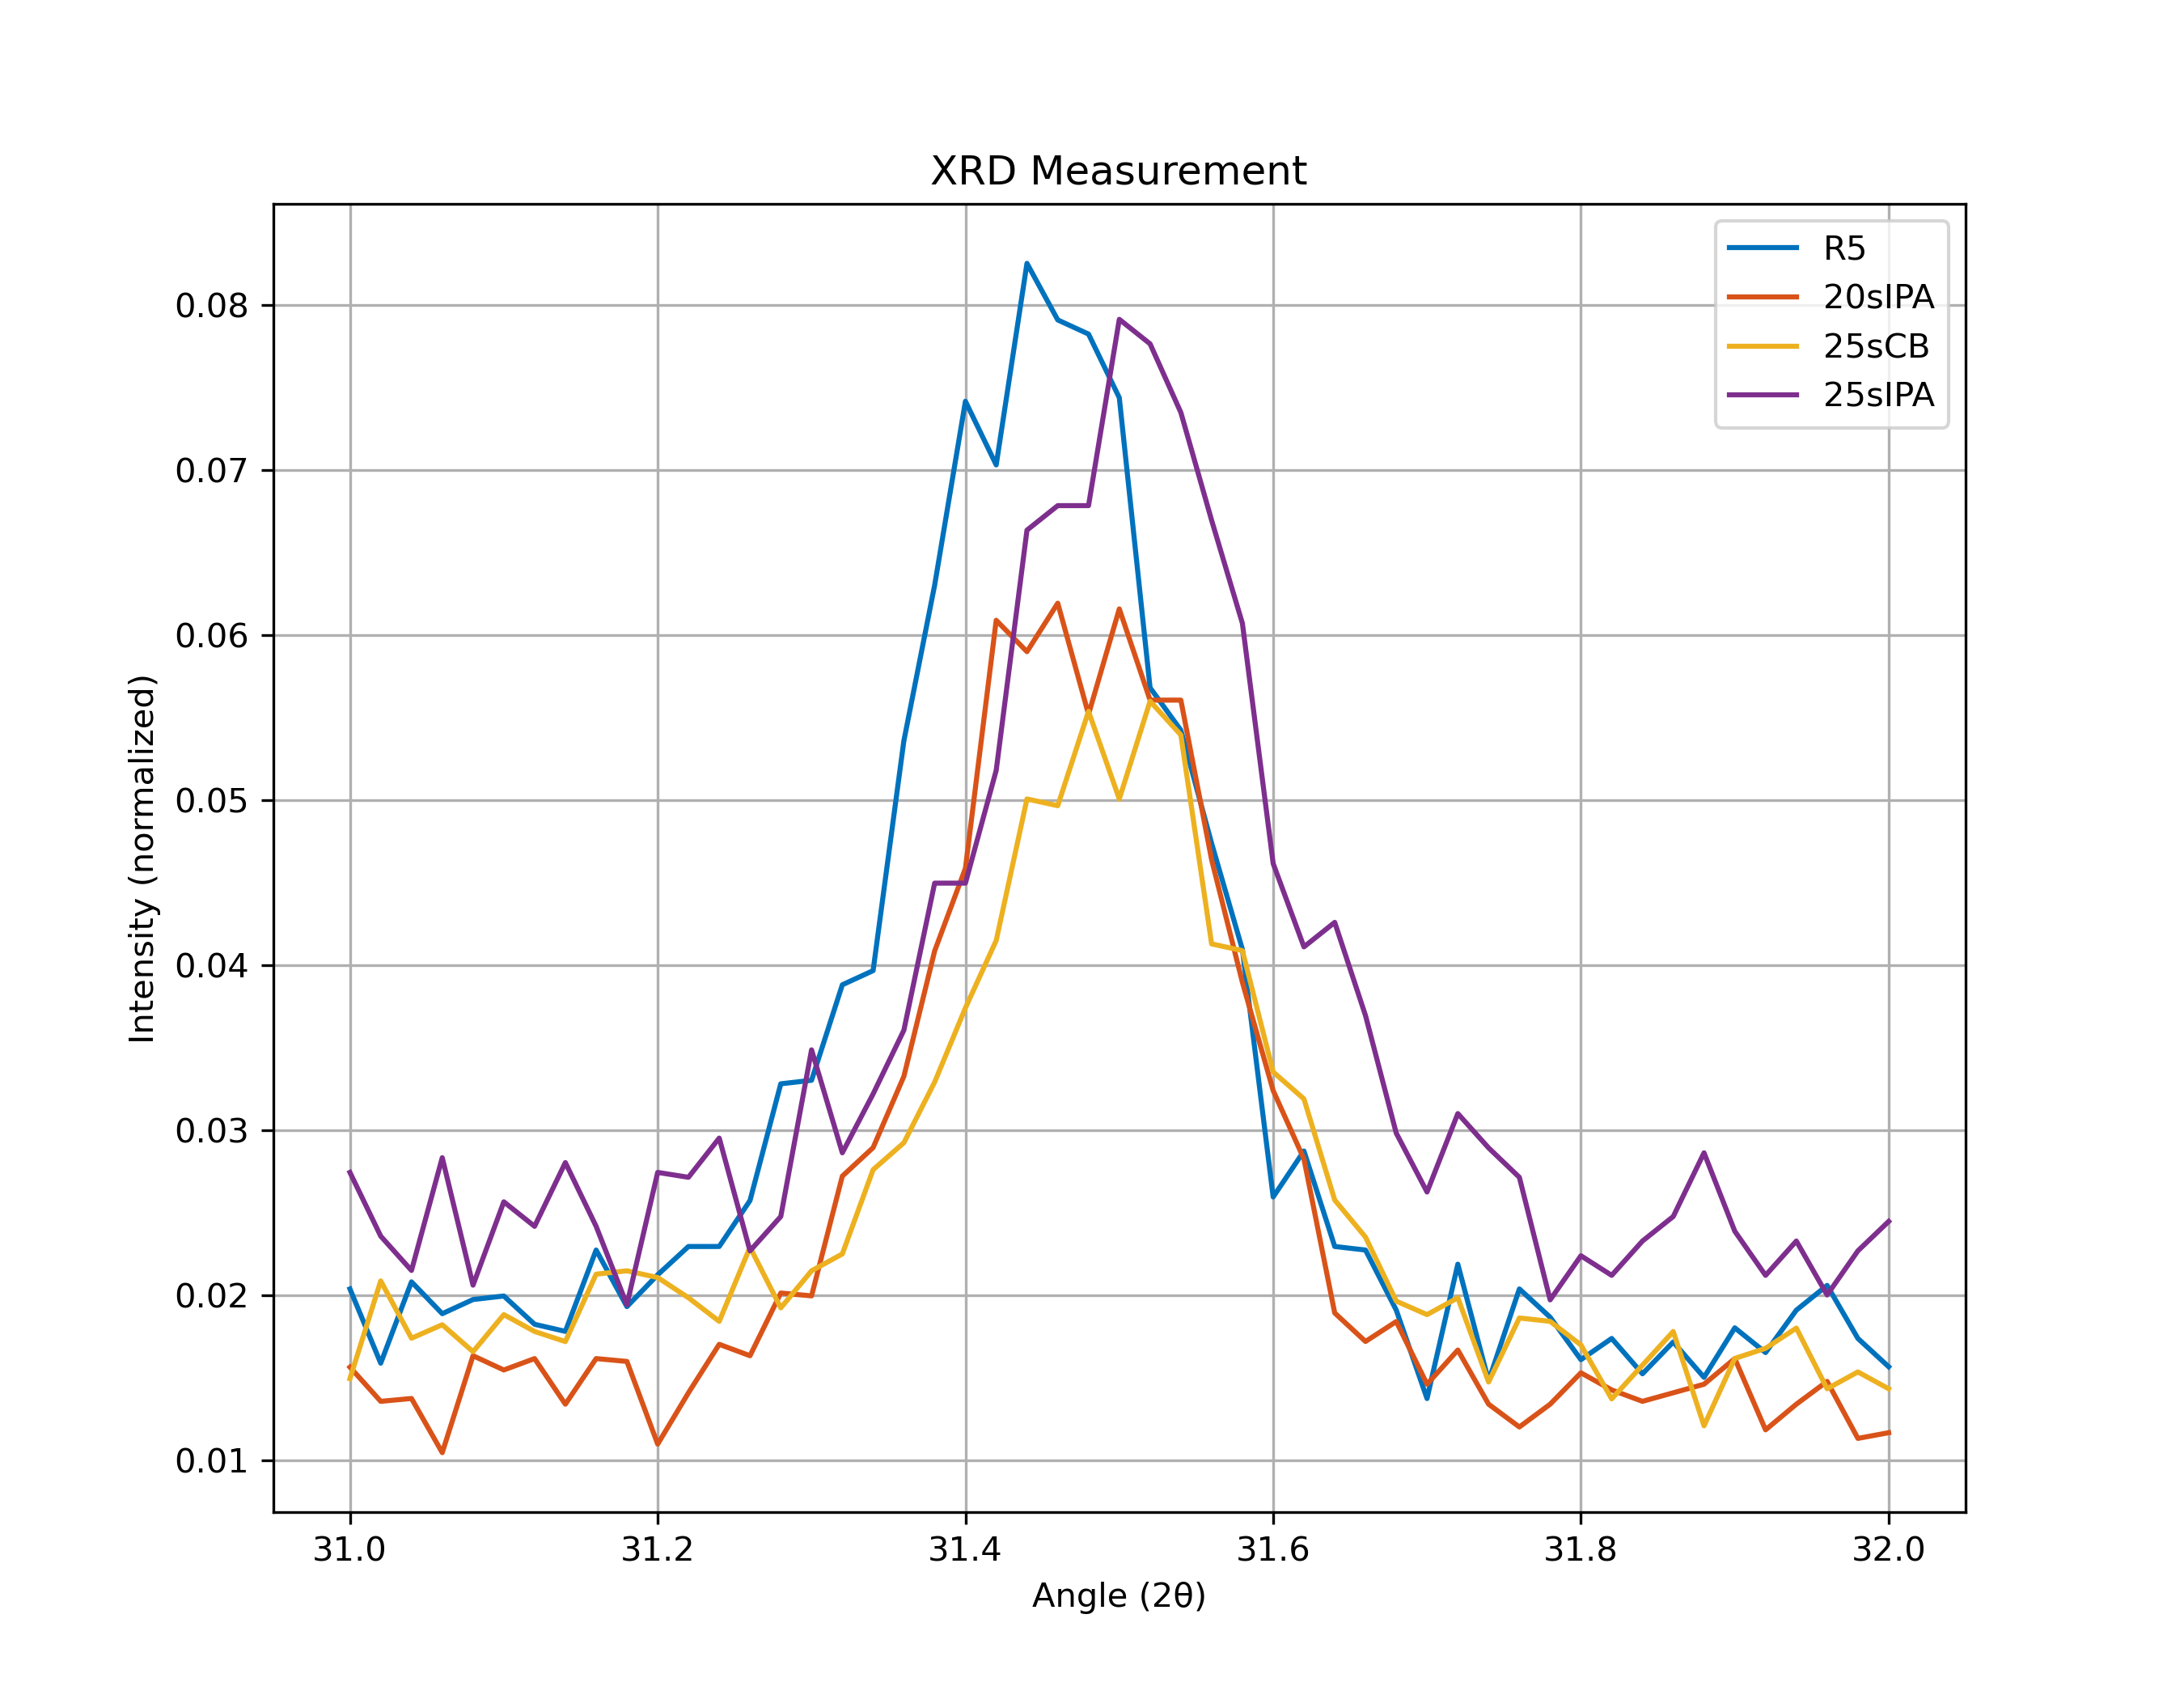 XRD Measurement
R5
20sIPA
25sCB
25sIPA
0.08
0.07
0.06
0.05
0.04
0.03
0.02
0.01
Intensity (normalized)
31.0 31.2 31.4 31.6 31.8 32.0
Angle (2θ)